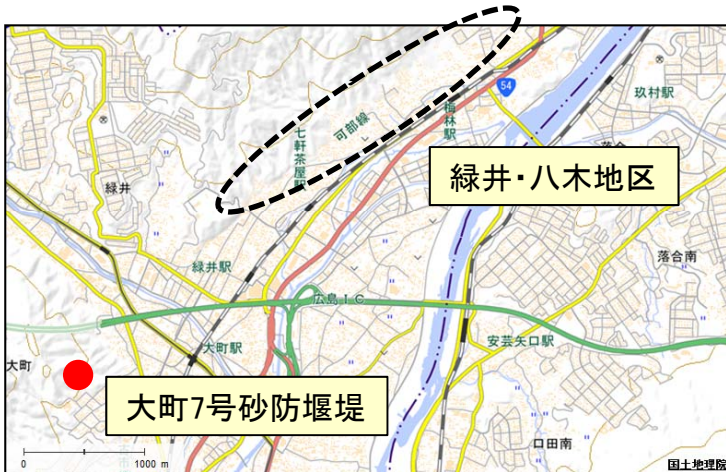 54
玖村駅
可部線
梅林駅
七軒茶屋駅
緑井・八木地区
緑井
落合
落合南
緑井駅
広島IC
大町駅
安芸矢口駅
大町
大町7号砂防堰堤
口田南
0
1000 m
国土地理院